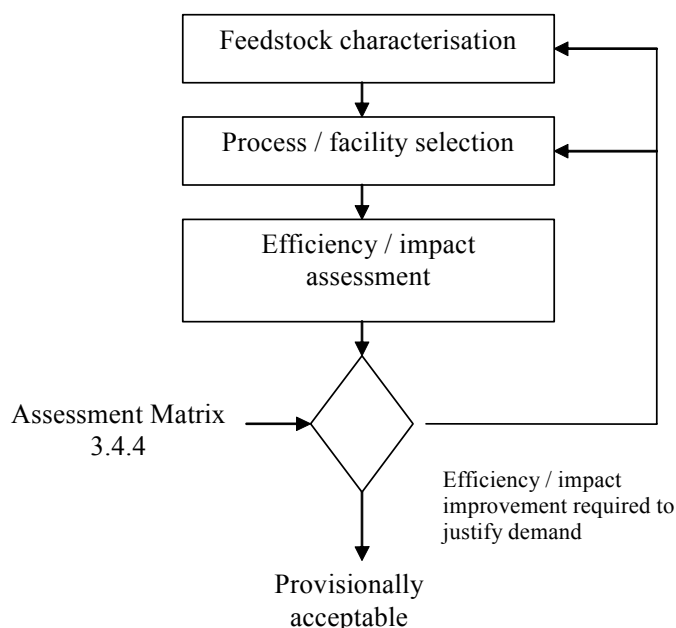 Feedstock characterisation
Process / facility selection
Efficiency / impact
assessment
Assessment Matrix
3.4.4
Efficiency / impact
improvement required to
justify demand
Provisionally
acceptable